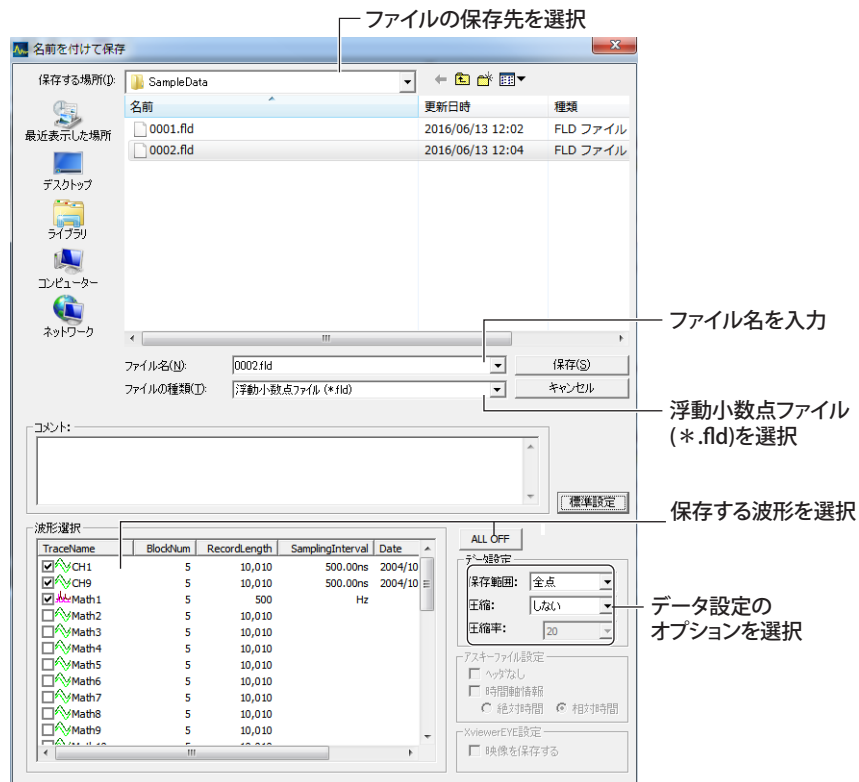 ファイルの保存先を選択
名前を付けて保存
保存する場所(I): SampleData
名前 更新日時 種類
0001.fld 2016/06/13 12:02 FLD ファイル
0002.fld 2016/06/13 12:04 FLD ファイル
最近表示した場所
デスクトップ
ライブラリ
コンピューター
ネットワーク
ファイル名を入力
ファイル名(N): 0002.fld 保存(S)
ファイルの種類(T): 浮動小数点ファイル (*.fld) キャンセル
浮動小数点ファイル
(＊.fld)を選択
コメント:
標準設定
保存する波形を選択
波形選択
ALL OFF
TraceName BlockNum RecordLength SamplingInterval Date
CH1 5 10,010 500.00ns 2004/10
CH9 5 10,010 500.00ns 2004/10
Math1 5 500 Hz
Math2 5 10,010
Math3 5 10,010
Math4 5 10,010
Math5 5 10,010
Math6 5 10,010
Math7 5 10,010
Math8 5 10,010
Math9 5 10,010
データ設定
保存範囲: 全点
圧縮: しない
圧縮率: 20
データ設定の
オプションを選択
アスキーファイル設定
ヘッダなし
時間軸情報
絶対時間 相対時間
XviewerEYE設定
映像を保存する